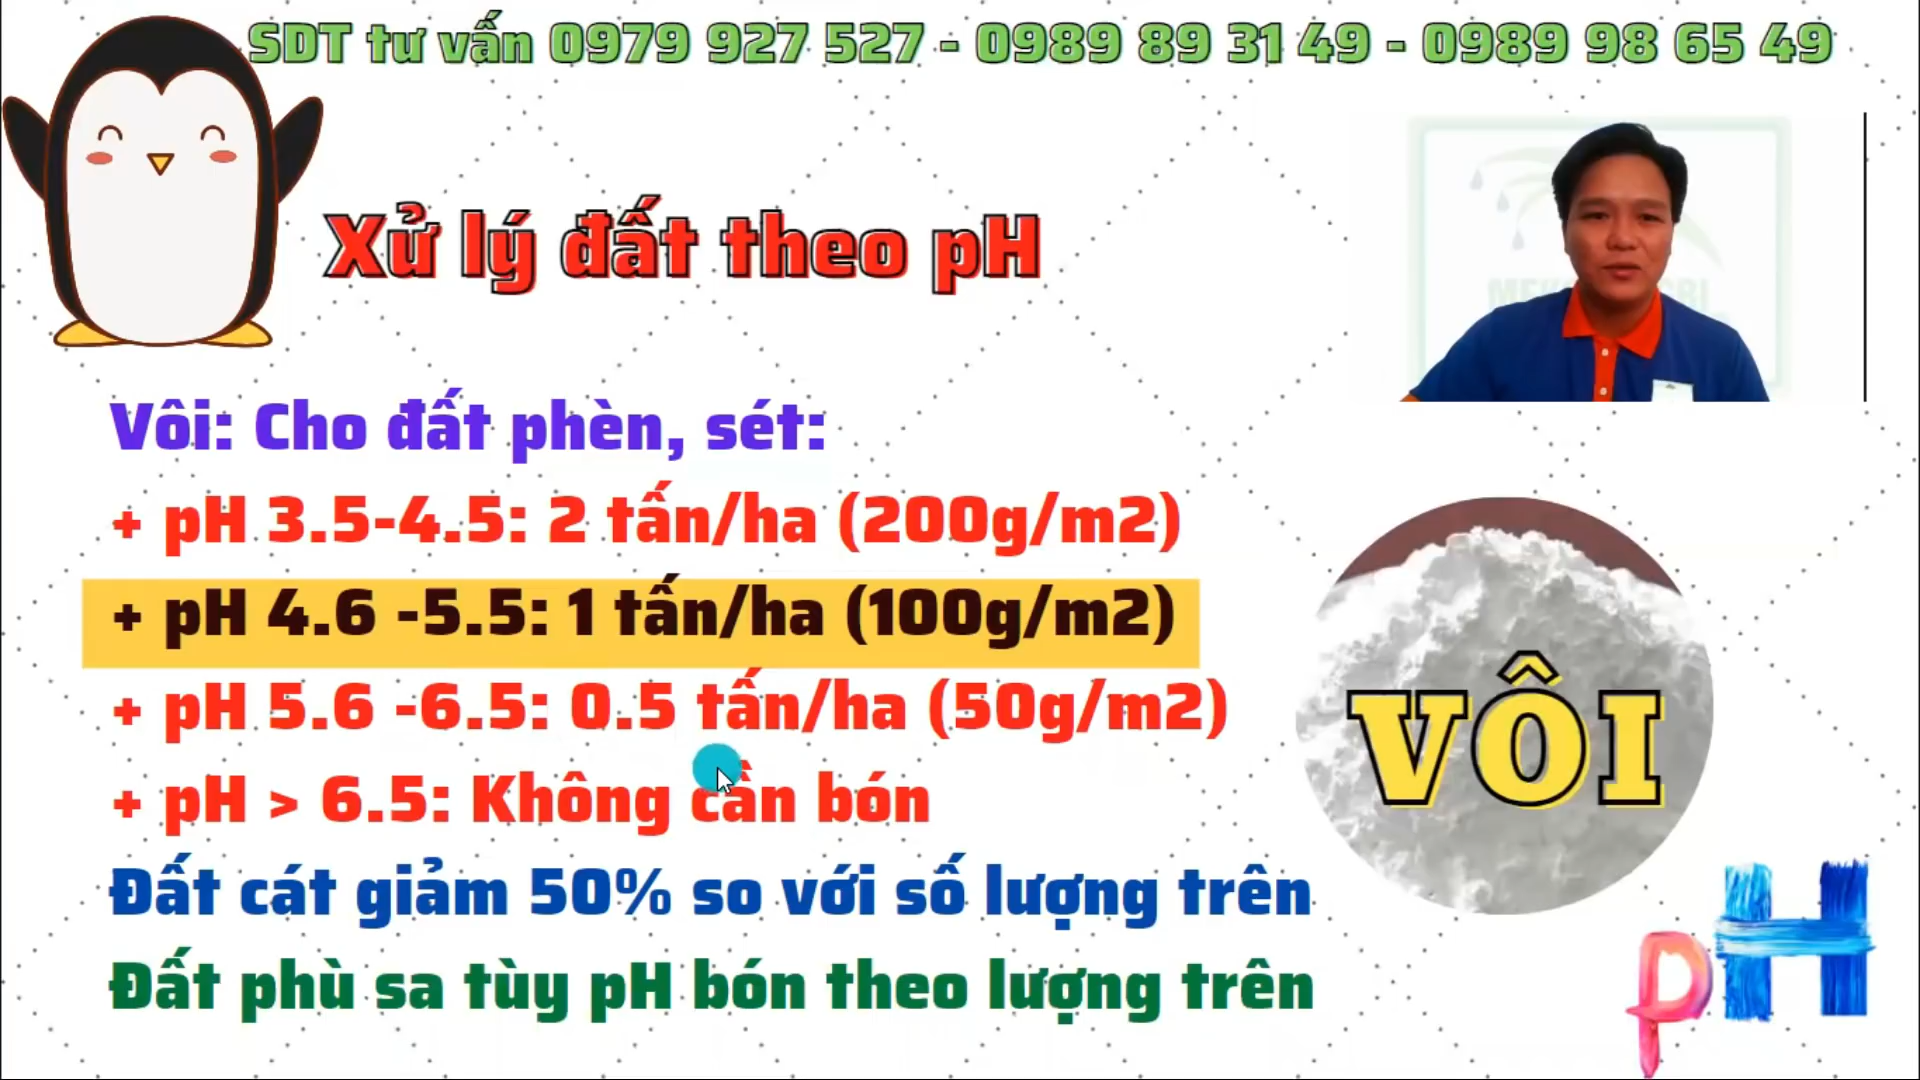 SDT tư vấn 0979 927 527 - 0989 89 31 49 - 0989 98 65 49
Xử lý đất theo pH
Vôi: Cho đất phèn, sét:
+ pH 3.5-4.5: 2 tấn/ha (200g/m2)
+ pH 4.6 -5.5: 1 tấn/ha (100g/m2)
+ pH 5.6 -6.5: 0.5 tấn/ha (50g/m2)
+ pH > 6.5: Không cần bón
Đất cát giảm 50% so với số lượng trên
Đất phù sa tùy pH bón theo lượng trên
VÔI
pH